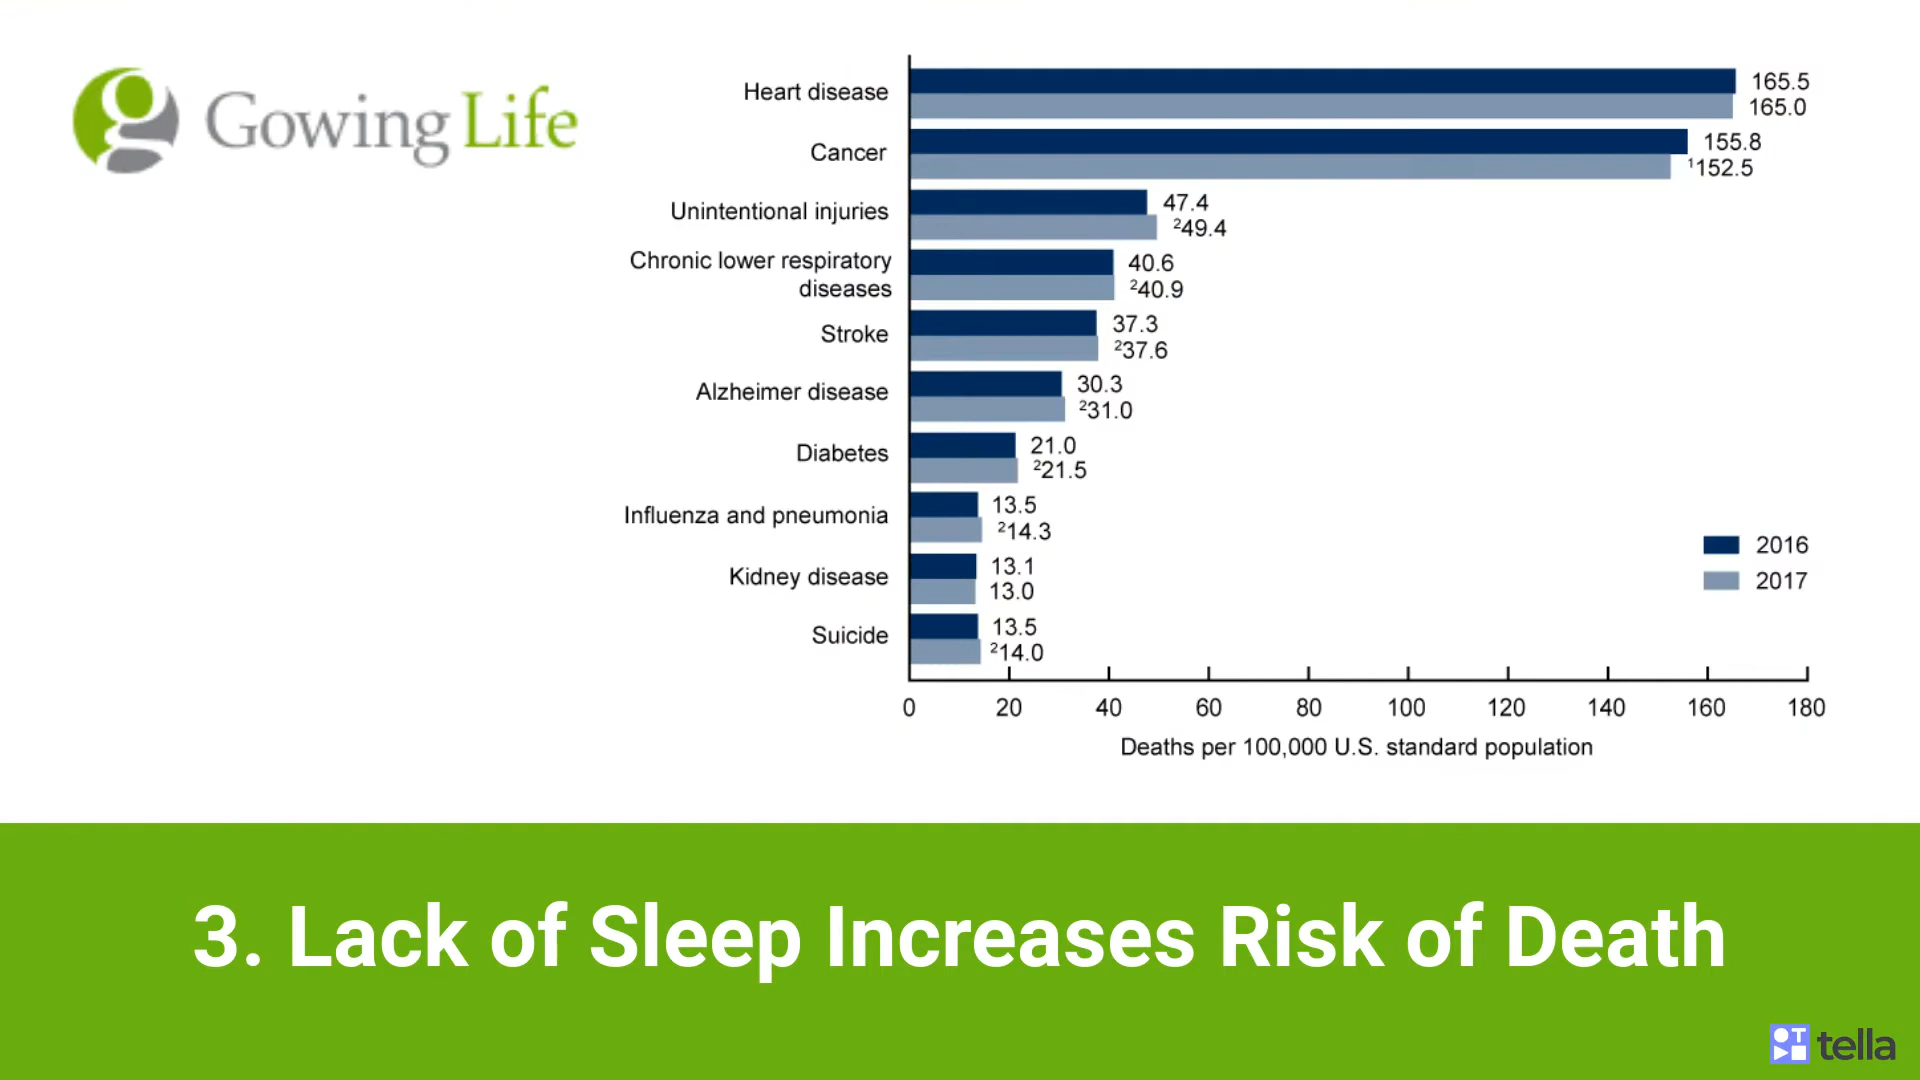 Gowing Life
Heart disease
165.5
165.0
Cancer
155.8
¹152.5
Unintentional injuries
47.4
²49.4
Chronic lower respiratory
diseases
40.6
²40.9
Stroke
37.3
²37.6
Alzheimer disease
30.3
²31.0
Diabetes
21.0
²21.5
Influenza and pneumonia
13.5
²14.3
Kidney disease
13.1
13.0
Suicide
13.5
²14.0
2016
2017
0 20 40 60 80 100 120 140 160 180
Deaths per 100,000 U.S. standard population
3. Lack of Sleep Increases Risk of Death
tella